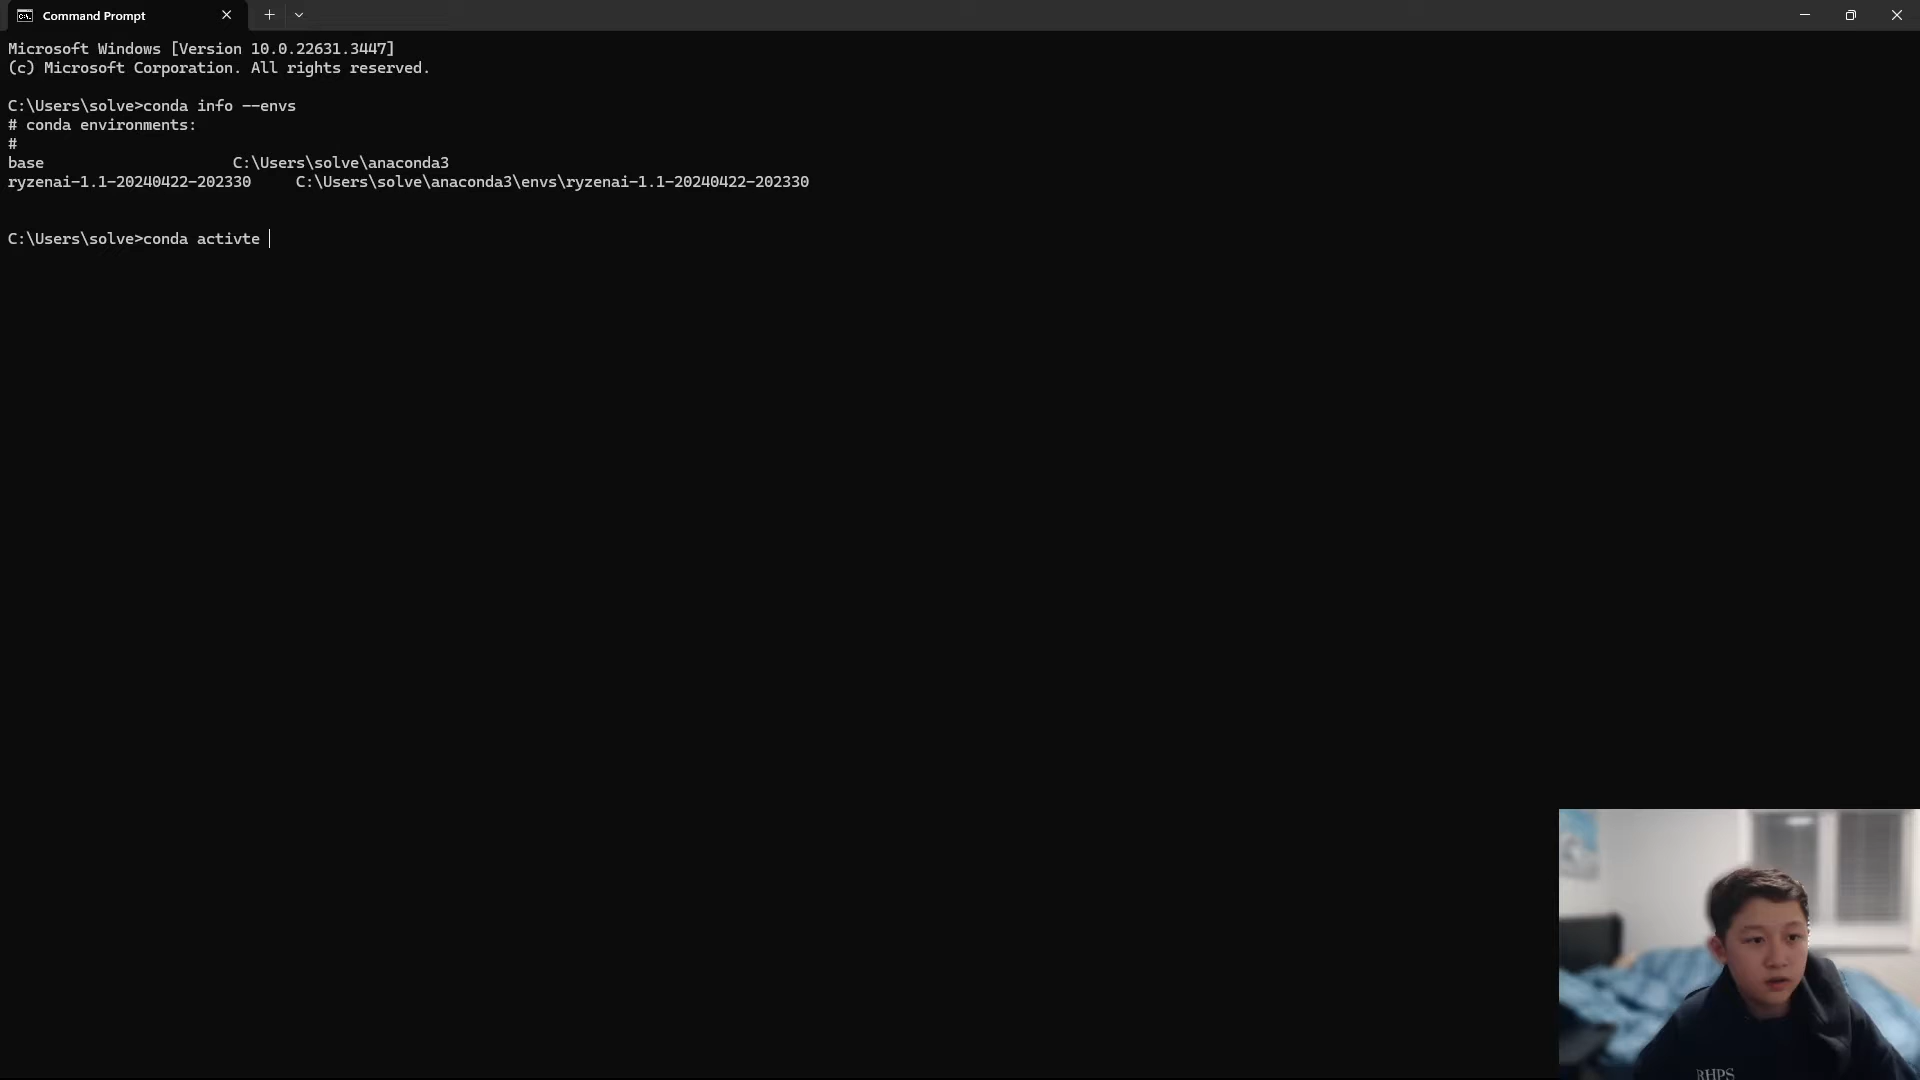 Command Prompt
Microsoft Windows [Version 10.0.22631.3447]
(c) Microsoft Corporation. All rights reserved.
C:\Users\solve>conda info --envs
# conda environments:
#
base                     C:\Users\solve\anaconda3
ryzenai-1.1-20240422-202330     C:\Users\solve\anaconda3\envs\ryzenai-1.1-20240422-202330
C:\Users\solve>conda activte
RHPS